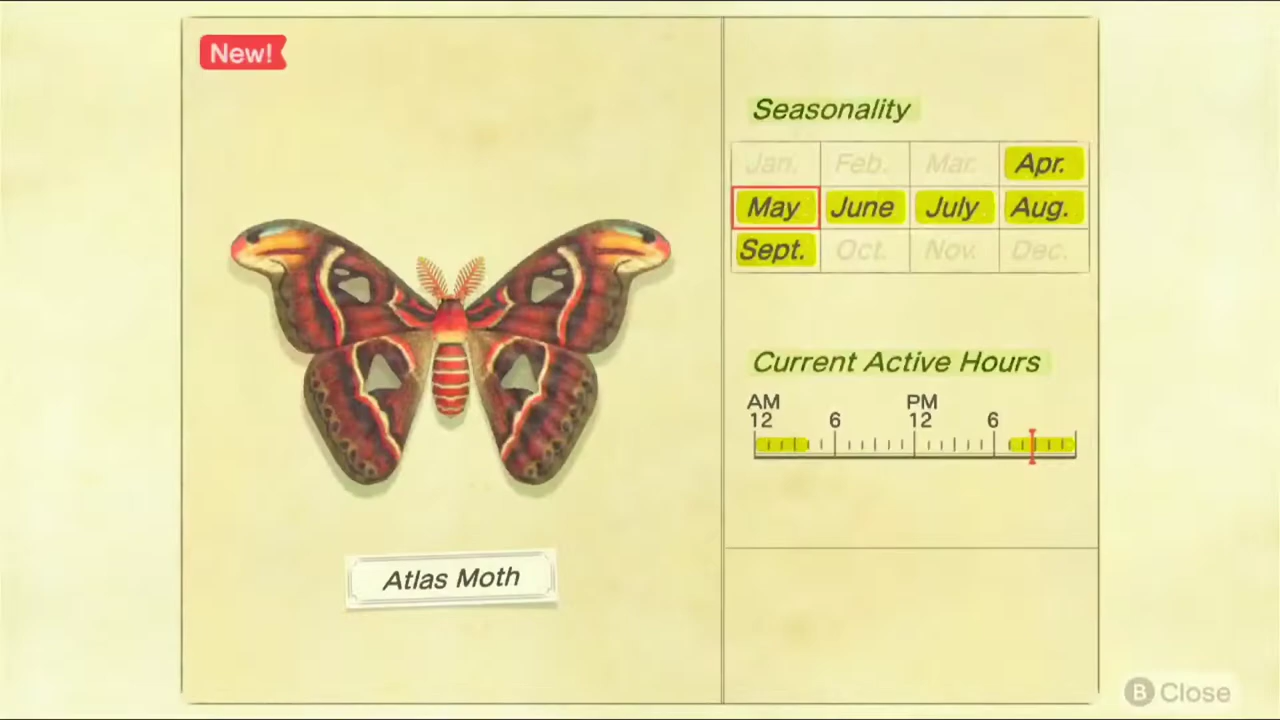 New!
Seasonality
Jan. Feb. Mar. Apr.
May June July Aug.
Sept. Oct. Nov. Dec.
Current Active Hours
AM PM
12 6 12 6
Atlas Moth
B Close